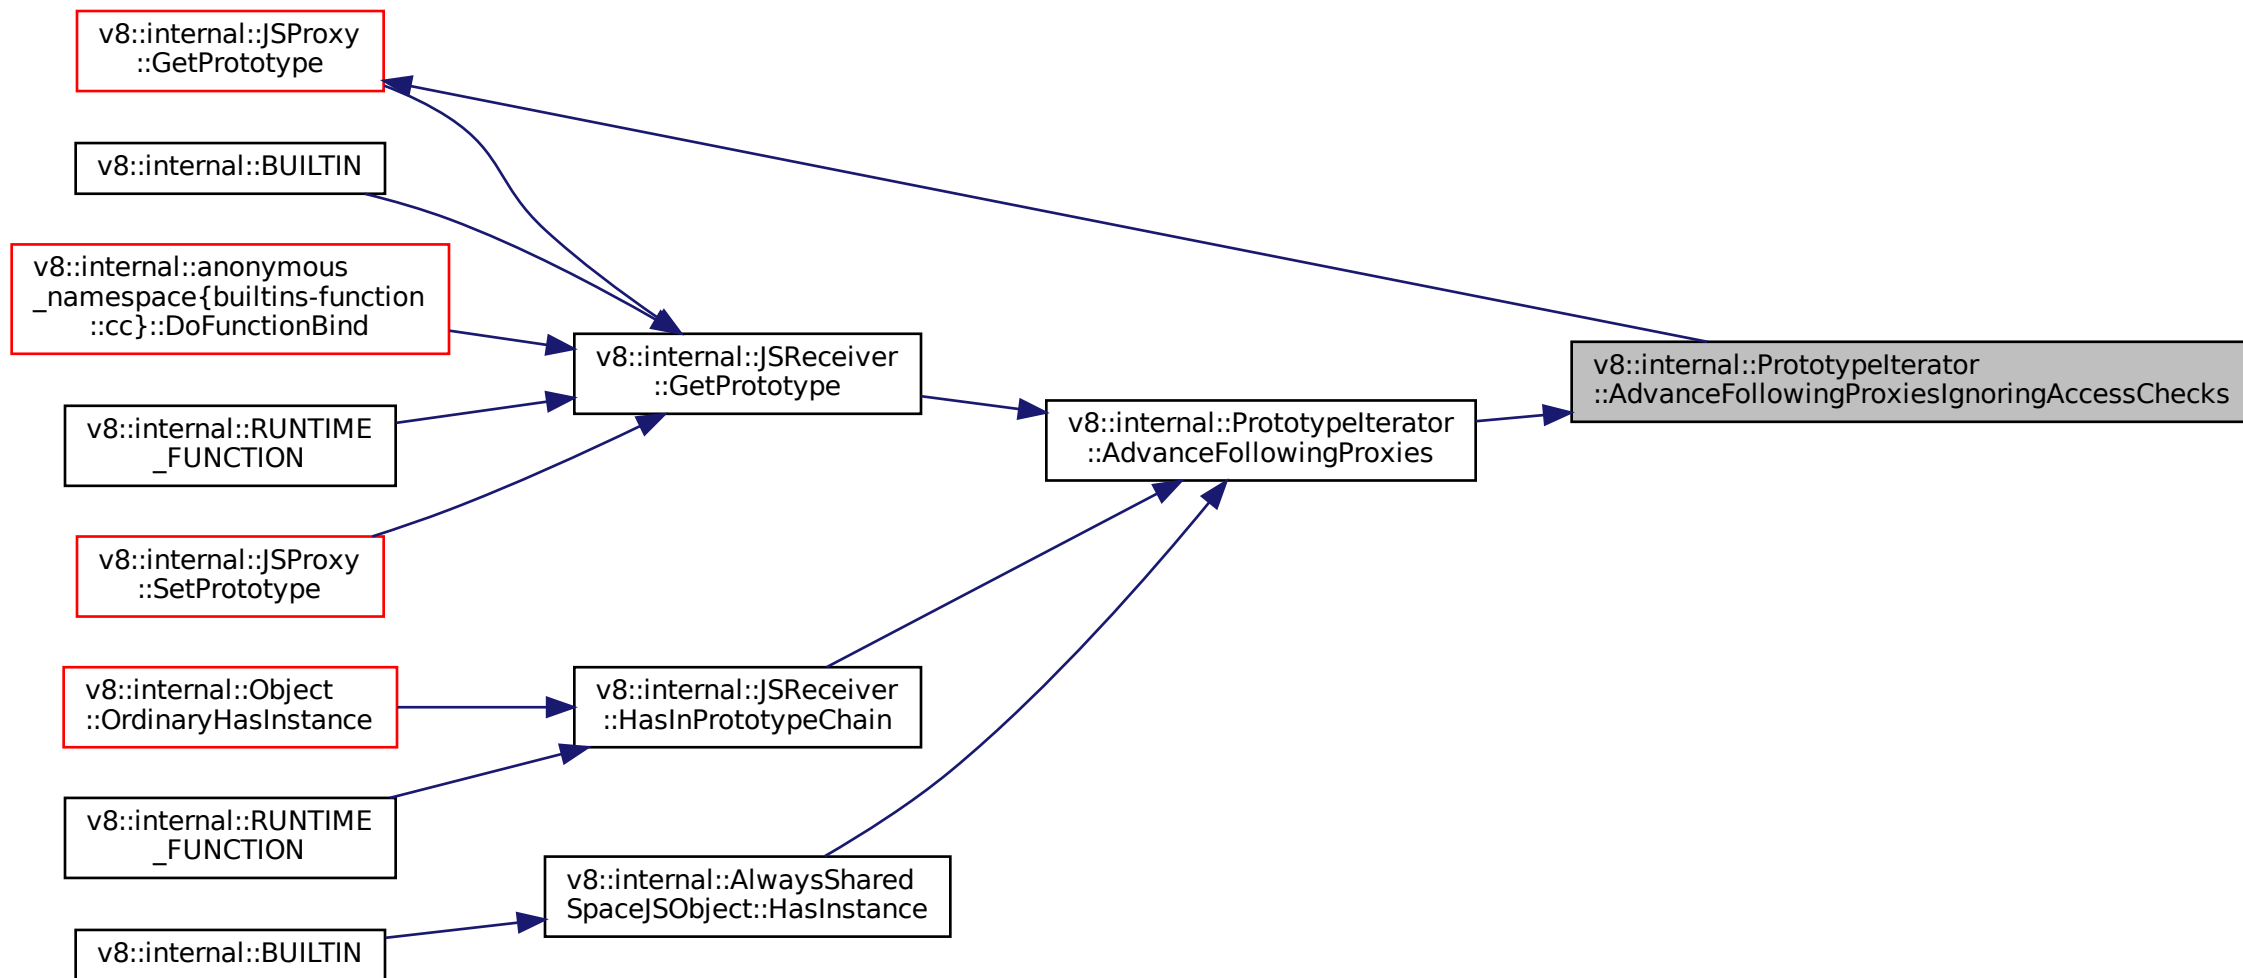 v8::internal::JSProxy
::GetPrototype
v8::internal::BUILTIN
v8::internal::anonymous
_namespace{builtins-function
::cc}::DoFunctionBind
v8::internal::RUNTIME
_FUNCTION
v8::internal::JSProxy
::SetPrototype
v8::internal::Object
::OrdinaryHasInstance
v8::internal::RUNTIME
_FUNCTION
v8::internal::BUILTIN
v8::internal::JSReceiver
::GetPrototype
v8::internal::JSReceiver
::HasInPrototypeChain
v8::internal::AlwaysShared
SpaceJSObject::HasInstance
v8::internal::PrototypeIterator
::AdvanceFollowingProxies
v8::internal::PrototypeIterator
::AdvanceFollowingProxiesIgnoringAccessChecks